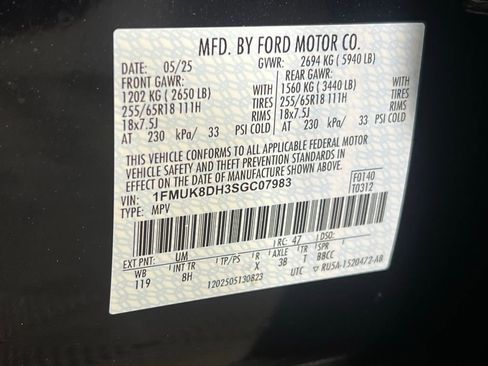 MFD. BY FORD MOTOR CO.
DATE: 05/25 GVWR: 2694 KG (5940 LB)
FRONT GAWR: REAR GAWR:
1202 KG (2650 LB) 1560 KG (3440 LB)
255/65R18 111H TIRES 255/65R18 111H TIRES
18x7.5J RIMS 18x7.5J RIMS
AT 230 kPa/ 33 PSI COLD AT 230 kPa/ 33 PSI COLD
THIS VEHICLE CONFORMS TO ALL APPLICABLE FEDERAL MOTOR
VEHICLE SAFETY AND THEFT PREVENTION STANDARDS IN EFFECT
ON THE DATE OF MANUFACTURE SHOWN ABOVE.
1FMUK8DH3SGC07983 F0140
TYPE: MPV T0312
EXT PNT: UM RC: 47 DSO:
WB INT TR TP/PS R AXLE TR SPR
119 8H X 3B T BBCC
1202505130823 UTC RU5A-1520472-AB